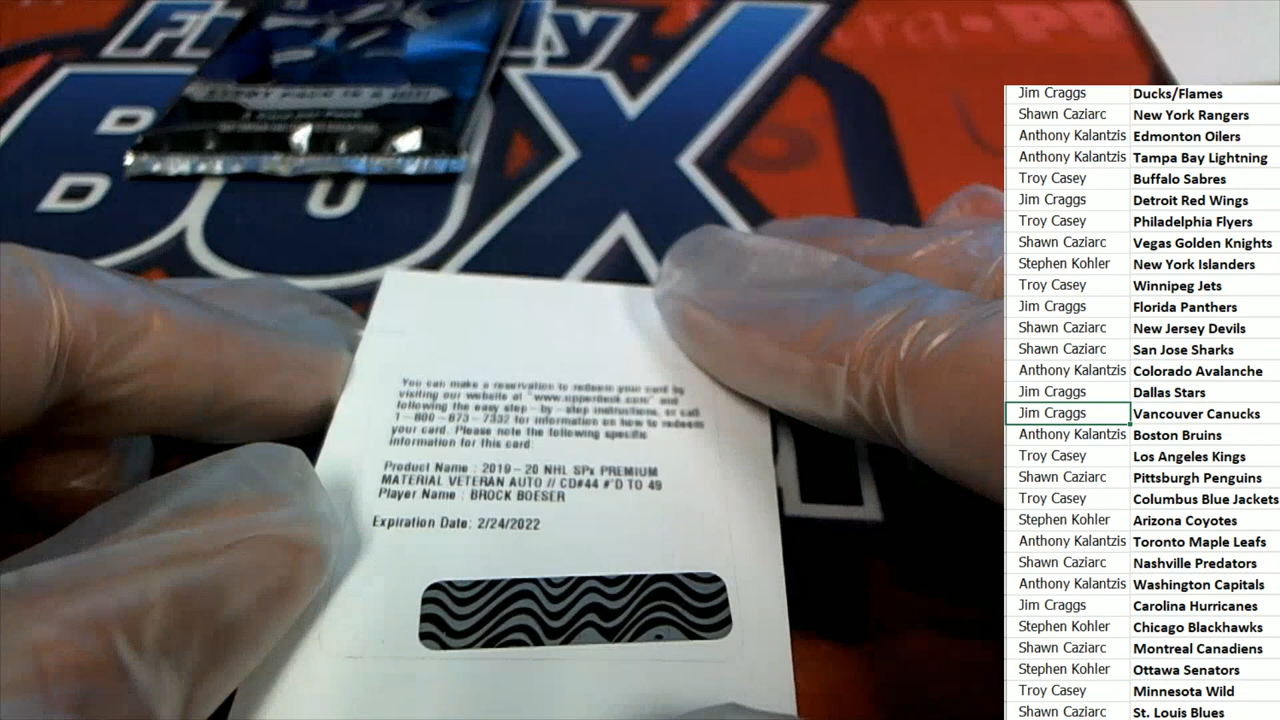 BOX
EVERY PACK IS A HIT!
You can make a reservation to redeem your card by
visiting our website at "www.upperdeck.com" and
following the easy step-by-step instructions, or call
1-800-873-7332 for information on how to redeem
your card. Please note the following specific
information for this card:
Product Name : 2019-20 NHL SPx PREMIUM
MATERIAL VETERAN AUTO // CD#44 #'D TO 49
Player Name : BROCK BOESER
Expiration Date: 2/24/2022
Jim Craggs Ducks/Flames
Shawn Caziarc New York Rangers
Anthony Kalantzis Edmonton Oilers
Anthony Kalantzis Tampa Bay Lightning
Troy Casey Buffalo Sabres
Jim Craggs Detroit Red Wings
Troy Casey Philadelphia Flyers
Shawn Caziarc Vegas Golden Knights
Stephen Kohler New York Islanders
Troy Casey Winnipeg Jets
Jim Craggs Florida Panthers
Shawn Caziarc New Jersey Devils
Shawn Caziarc San Jose Sharks
Anthony Kalantzis Colorado Avalanche
Jim Craggs Dallas Stars
Jim Craggs Vancouver Canucks
Anthony Kalantzis Boston Bruins
Troy Casey Los Angeles Kings
Shawn Caziarc Pittsburgh Penguins
Troy Casey Columbus Blue Jackets
Stephen Kohler Arizona Coyotes
Anthony Kalantzis Toronto Maple Leafs
Shawn Caziarc Nashville Predators
Anthony Kalantzis Washington Capitals
Jim Craggs Carolina Hurricanes
Stephen Kohler Chicago Blackhawks
Shawn Caziarc Montreal Canadiens
Stephen Kohler Ottawa Senators
Troy Casey Minnesota Wild
Shawn Caziarc St. Louis Blues